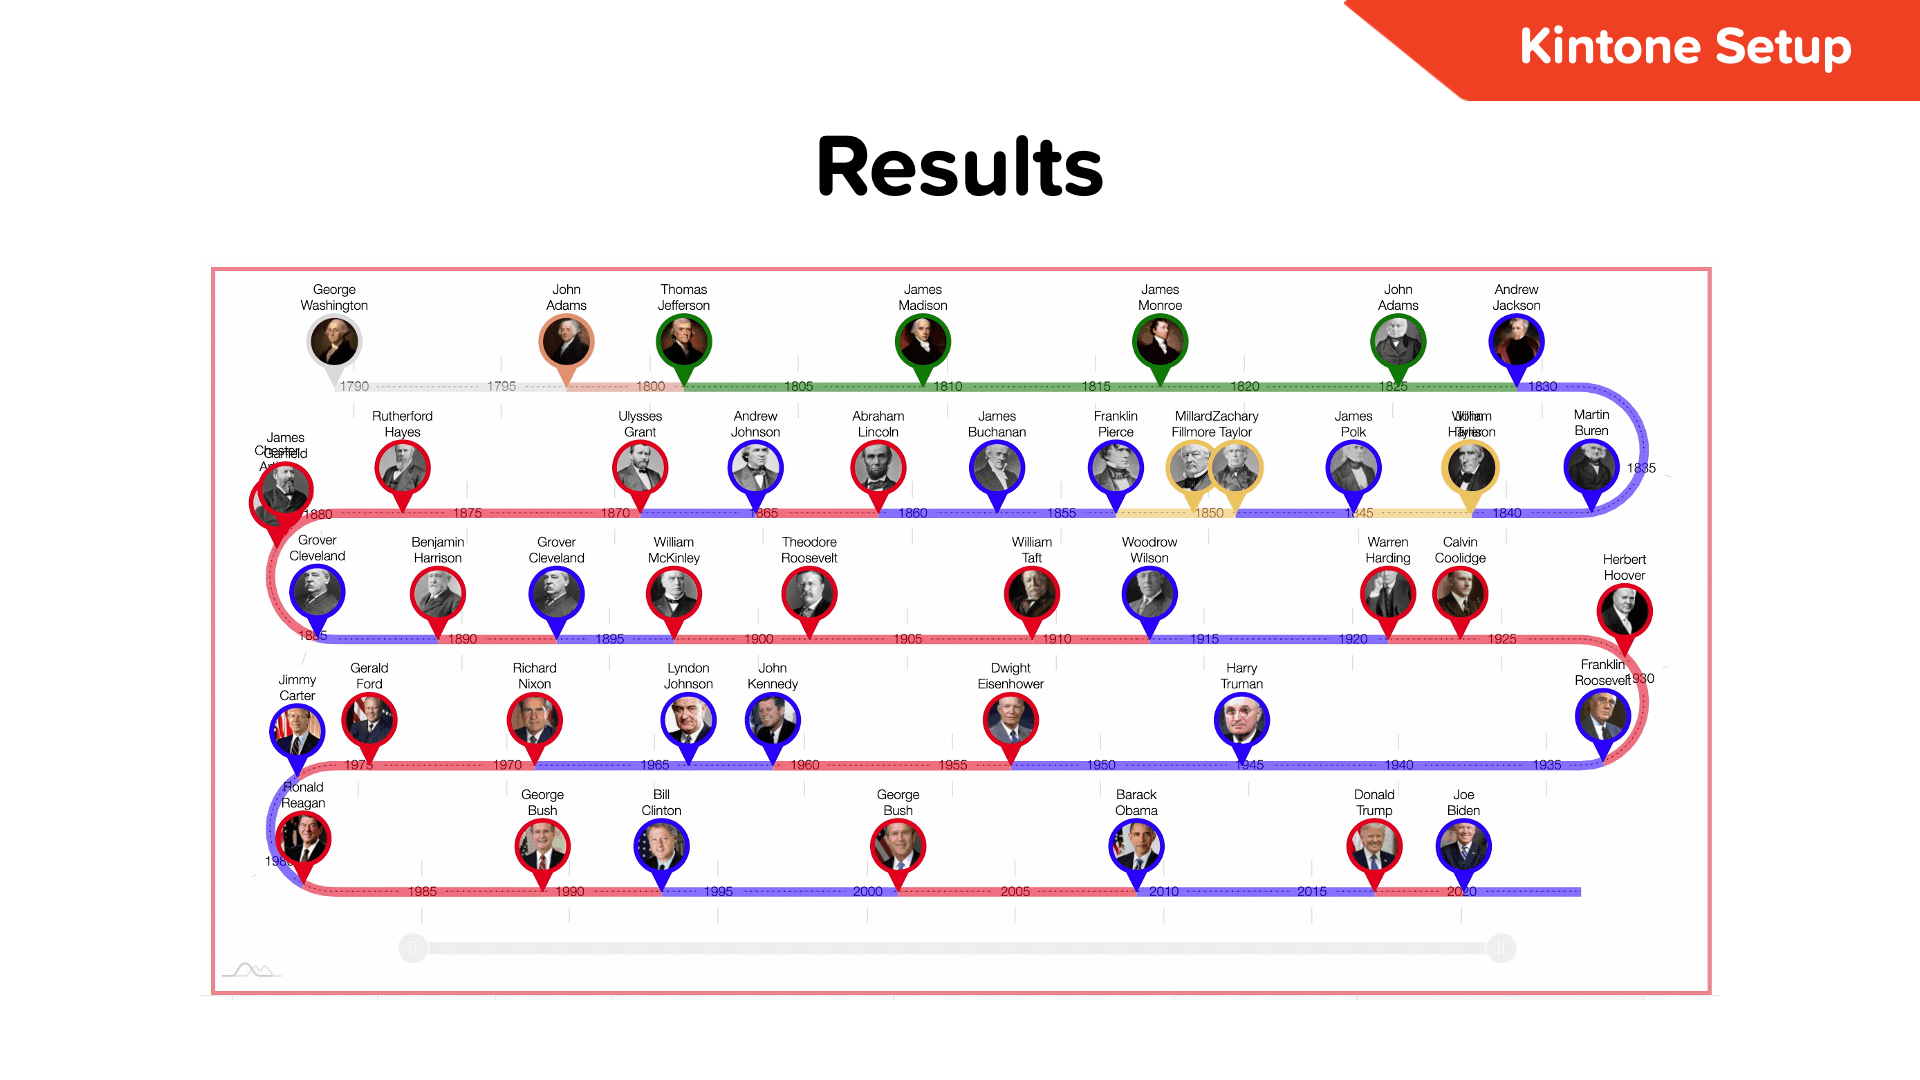 Kintone Setup
Results
George
Washington
John
Adams
Thomas
Jefferson
James
Madison
James
Monroe
John
Adams
Andrew
Jackson
1790
1795
1800
1805
1810
1815
1820
1825
1830
James
Garfield
Rutherford
Hayes
Ulysses
Grant
Andrew
Johnson
Abraham
Lincoln
James
Buchanan
Franklin
Pierce
Millard
Fillmore
Zachary
Taylor
James
Polk
Martin
Buren
1835
1880
1875
1870
1865
1860
1855
1850
1845
1840
Grover
Cleveland
Benjamin
Harrison
Grover
Cleveland
William
McKinley
Theodore
Roosevelt
William
Taft
Woodrow
Wilson
Warren
Harding
Calvin
Coolidge
Herbert
Hoover
1885
1890
1895
1900
1905
1910
1915
1920
1925
Jimmy
Carter
Gerald
Ford
Richard
Nixon
Lyndon
Johnson
John
Kennedy
Dwight
Eisenhower
Harry
Truman
Franklin
Roosevelt
1930
1975
1970
1965
1960
1955
1950
1945
1940
1935
Ronald
Reagan
George
Bush
Bill
Clinton
George
Bush
Barack
Obama
Donald
Trump
Joe
Biden
1985
1990
1995
2000
2005
2010
2015
2020